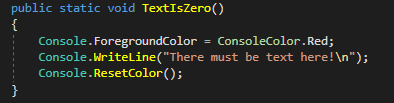 public static void TextIsZero()
{
    Console.ForegroundColor = ConsoleColor.Red;
    Console.WriteLine("There must be text here!\n");
    Console.ResetColor();
}